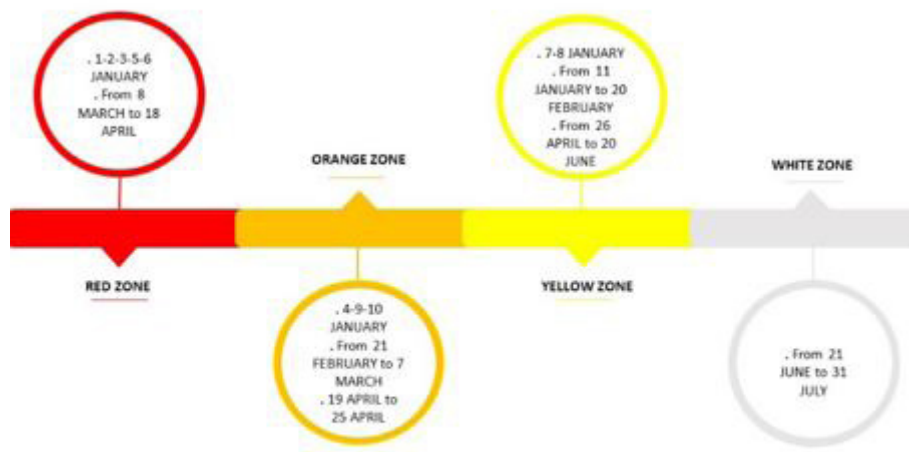 . 1-2-3-5-6
JANUARY
. From 8
MARCH to 18
APRIL
RED ZONE
ORANGE ZONE
. 4-9-10
JANUARY
. From 21
FEBRUARY to 7
MARCH
. 19 APRIL to
25 APRIL
. 7-8 JANUARY
. From 11
JANUARY to 20
FEBRUARY
. From 26
APRIL to 20
JUNE
YELLOW ZONE
WHITE ZONE
. From 21
JUNE to 31
JULY